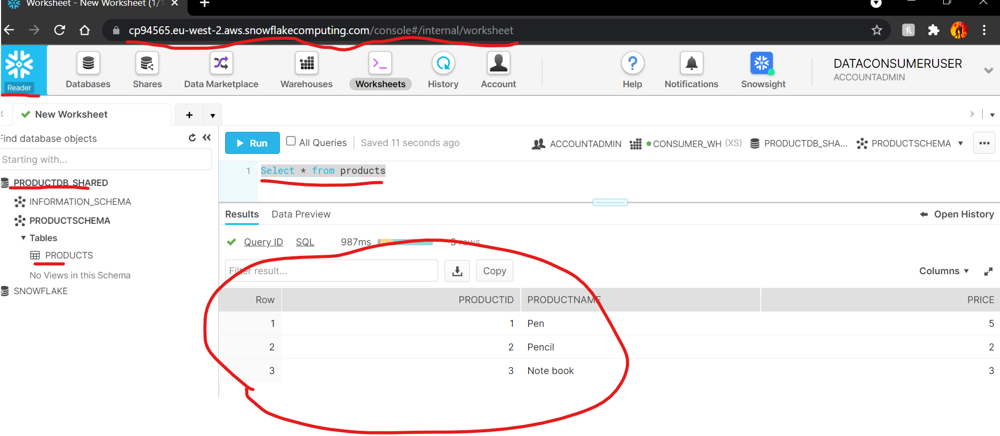 Worksheet - New Worksheet (1/1
cp94565.eu-west-2.aws.snowflakecomputing.com/console#/internal/worksheet
Reader
Databases
Shares
Data Marketplace
Warehouses
Worksheets
History
Account
Help
Notifications
Snowsight
DATACONSUMERUSER
ACCOUNTADMIN
New Worksheet
Find database objects
Starting with...
PRODUCTDB_SHARED
INFORMATION_SCHEMA
PRODUCTSCHEMA
Tables
PRODUCTS
No Views in this Schema
SNOWFLAKE
Run
All Queries
Saved 11 seconds ago
ACCOUNTADMIN
CONSUMER_WH (XS)
PRODUCTDB_SHA...
PRODUCTSCHEMA
1
Select * from products
Results
Data Preview
Open History
Query ID
SQL
987ms
3 rows
Filter result...
Copy
Columns
Row PRODUCTID PRODUCTNAME PRICE
1 1 Pen 5
2 2 Pencil 2
3 3 Note book 3